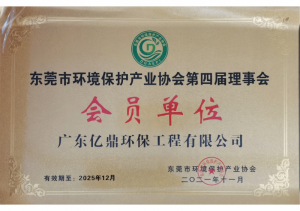 东莞市环境保护产业协会第四届理事会
会员单位
广东亿鼎环保工程有限公司
东莞市环境保护产业协会
有效期至：2025年12月
二〇二一年十一月